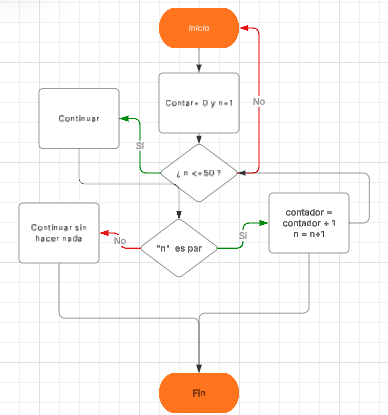 Inicio
Contar= 0 y n=1
No
Continuar
Si
¿ n <=50 ?
Continuar sin
hacer nada
No
"n" es par
Si
contador =
contador + 1
n = n+1
Fin